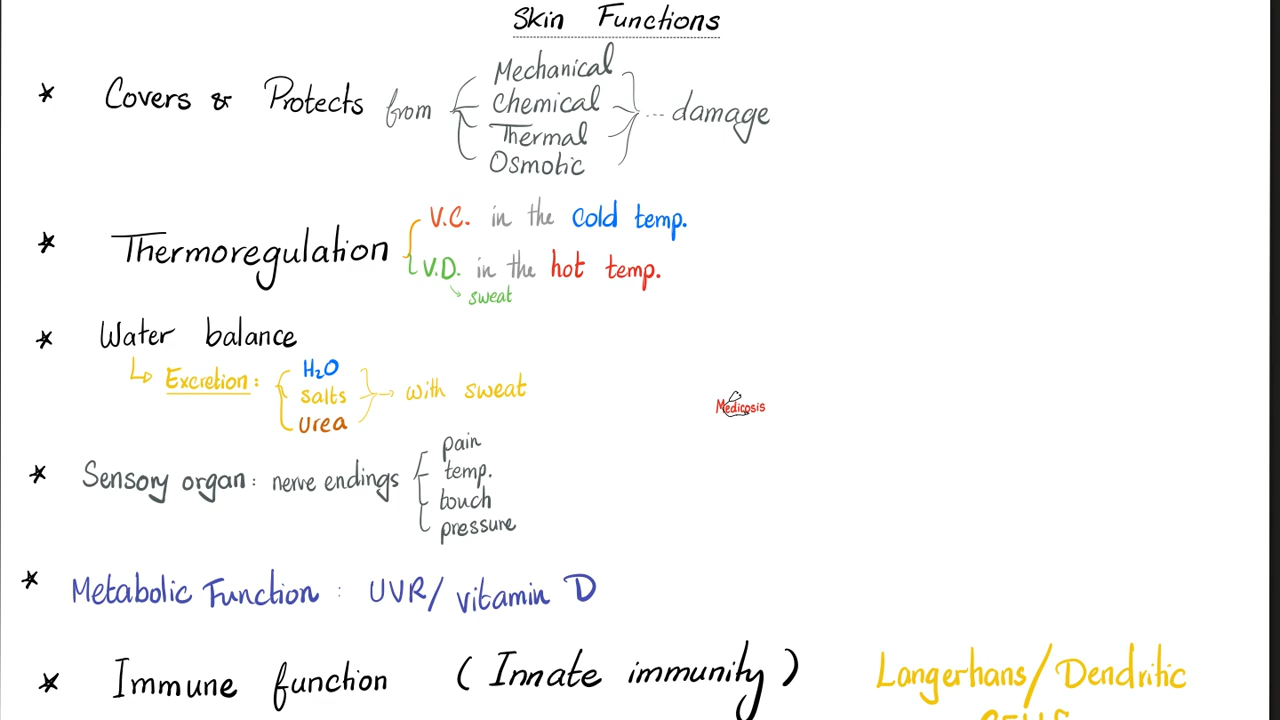 Skin Functions
* Covers & Protects from Mechanical
Chemical
Thermal
Osmotic
... damage
* Thermoregulation
V.C. in the cold temp.
V.D. in the hot temp.
sweat
* Water balance
Excretion:
H₂O
Salts
Urea
with sweat
Medicosis
* Sensory organ: nerve endings
pain
temp.
touch
pressure
* Metabolic Function: UVR/ vitamin D
* Immune function (Innate immunity) Langerhans/Dendritic